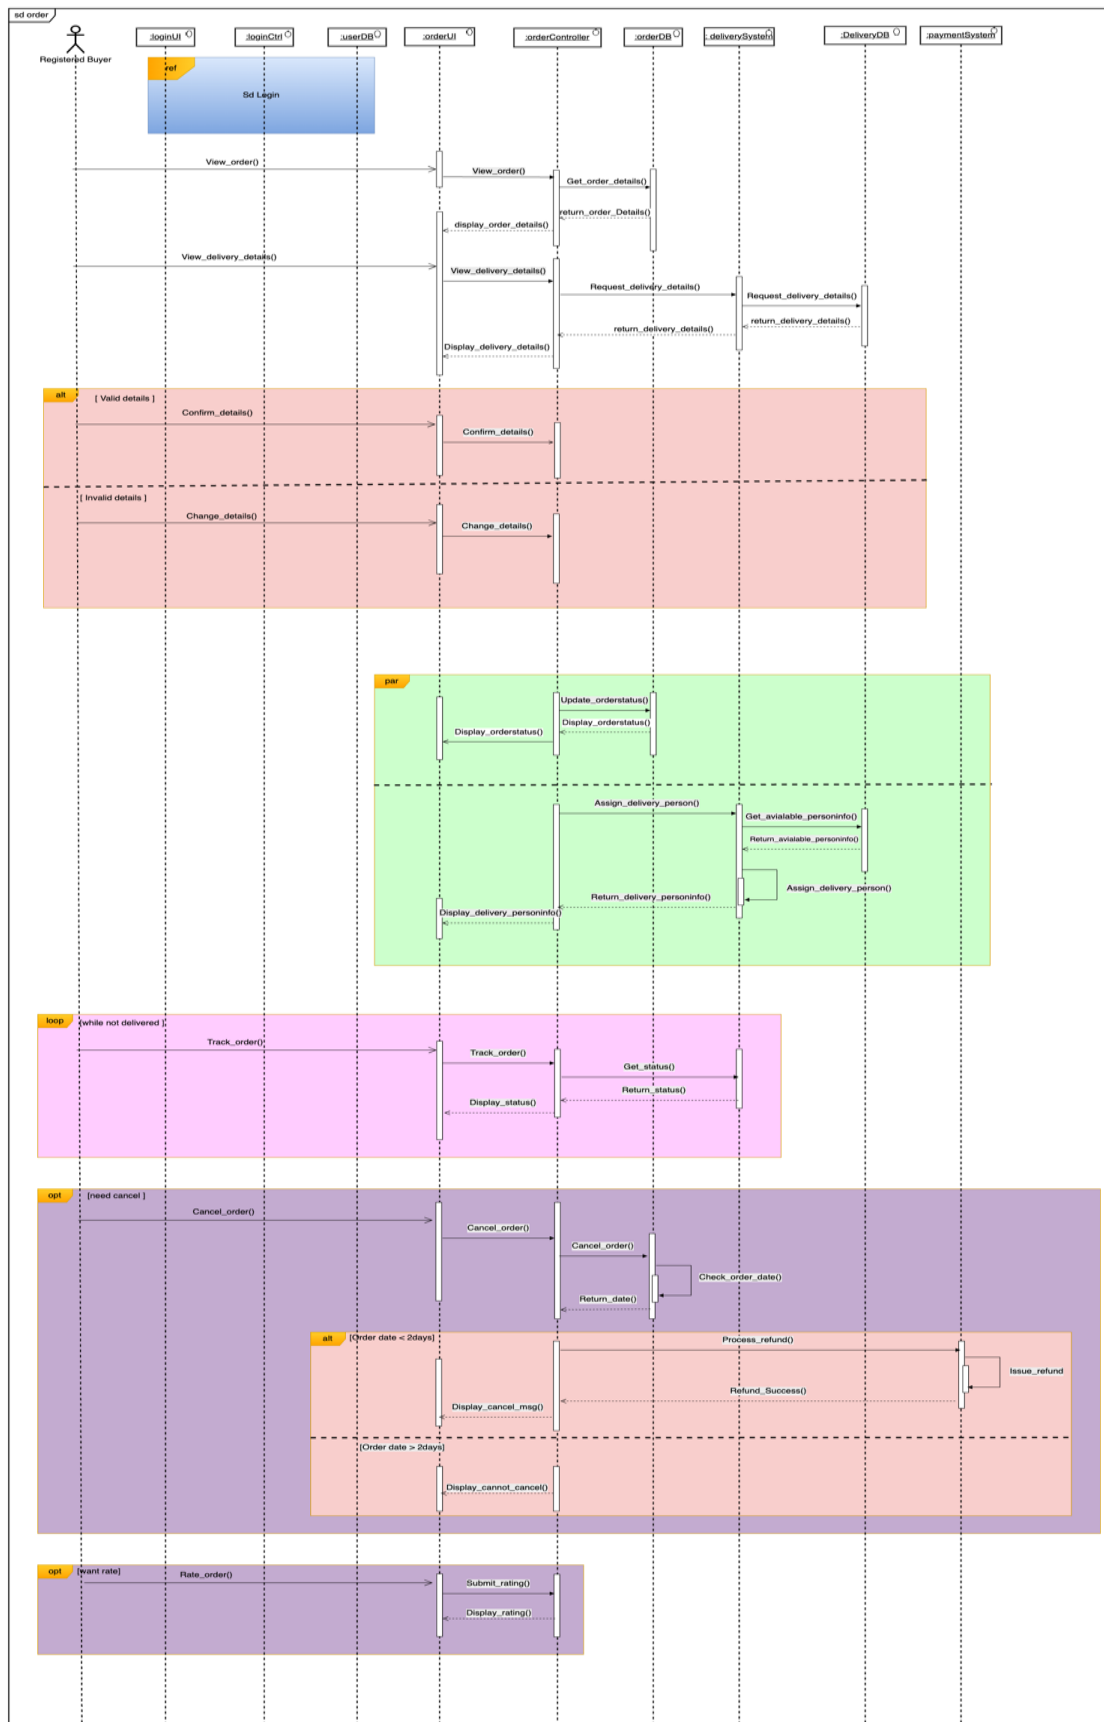 sd order
:loginUI
:loginCtrl
:userDB
:orderUI
:orderController
:orderDB
: deliverySystem
:DeliveryDB
:paymentSystem
Registered Buyer
ref
Sd Login
View_order()
View_order()
Get_order_details()
return_order_Details()
display_order_details()
View_delivery_details()
View_delivery_details()
Request_delivery_details()
Request_delivery_details()
return_delivery_details()
return_delivery_details()
Display_delivery_details()
alt
[ Valid details ]
Confirm_details()
Confirm_details()
[ Invalid details ]
Change_details()
Change_details()
par
Update_orderstatus()
Display_orderstatus()
Display_orderstatus()
Assign_delivery_person()
Get_avialable_personinfo()
Return_avialable_personinfo()
Assign_delivery_person()
Return_delivery_personinfo()
Display_delivery_personinfo()
loop
[while not delivered ]
Track_order()
Track_order()
Get_status()
Return_status()
Display_status()
opt
[need cancel ]
Cancel_order()
Cancel_order()
Cancel_order()
Check_order_date()
Return_date()
alt
[Order date < 2days]
Process_refund()
Issue_refund
Refund_Success()
Display_cancel_msg()
[Order date > 2days]
Display_cannot_cancel()
opt
[want rate]
Rate_order()
Submit_rating()
Display_rating()